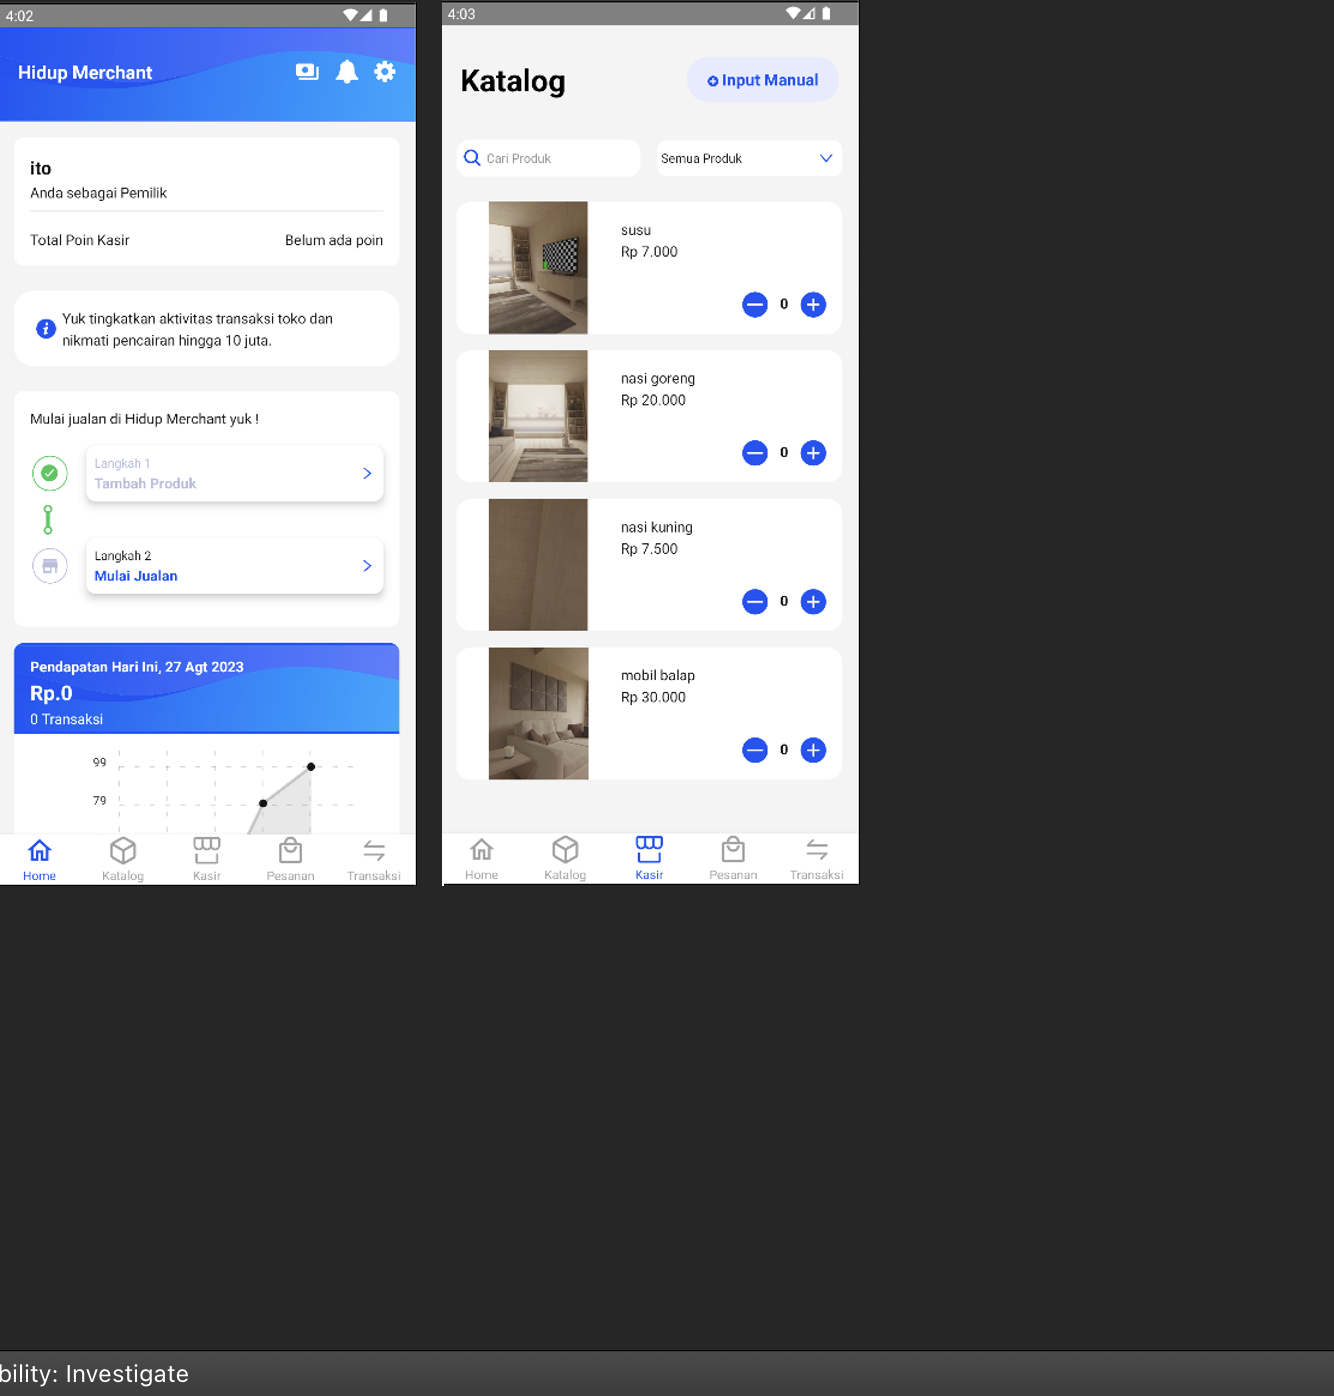 4:02
Hidup Merchant
ito
Anda sebagai Pemilik
Total Poin Kasir
Belum ada poin
Yuk tingkatkan aktivitas transaksi toko dan
nikmati pencairan hingga 10 juta.
Mulai jualan di Hidup Merchant yuk !
Langkah 1
Tambah Produk
Langkah 2
Mulai Jualan
Pendapatan Hari Ini, 27 Agt 2023
Rp.0
0 Transaksi
99
79
Home
Katalog
Kasir
Pesanan
Transaksi
4:03
Katalog
Input Manual
Cari Produk
Semua Produk
susu
Rp 7.000
0
nasi goreng
Rp 20.000
0
nasi kuning
Rp 7.500
0
mobil balap
Rp 30.000
0
Home
Katalog
Kasir
Pesanan
Transaksi
bility: Investigate